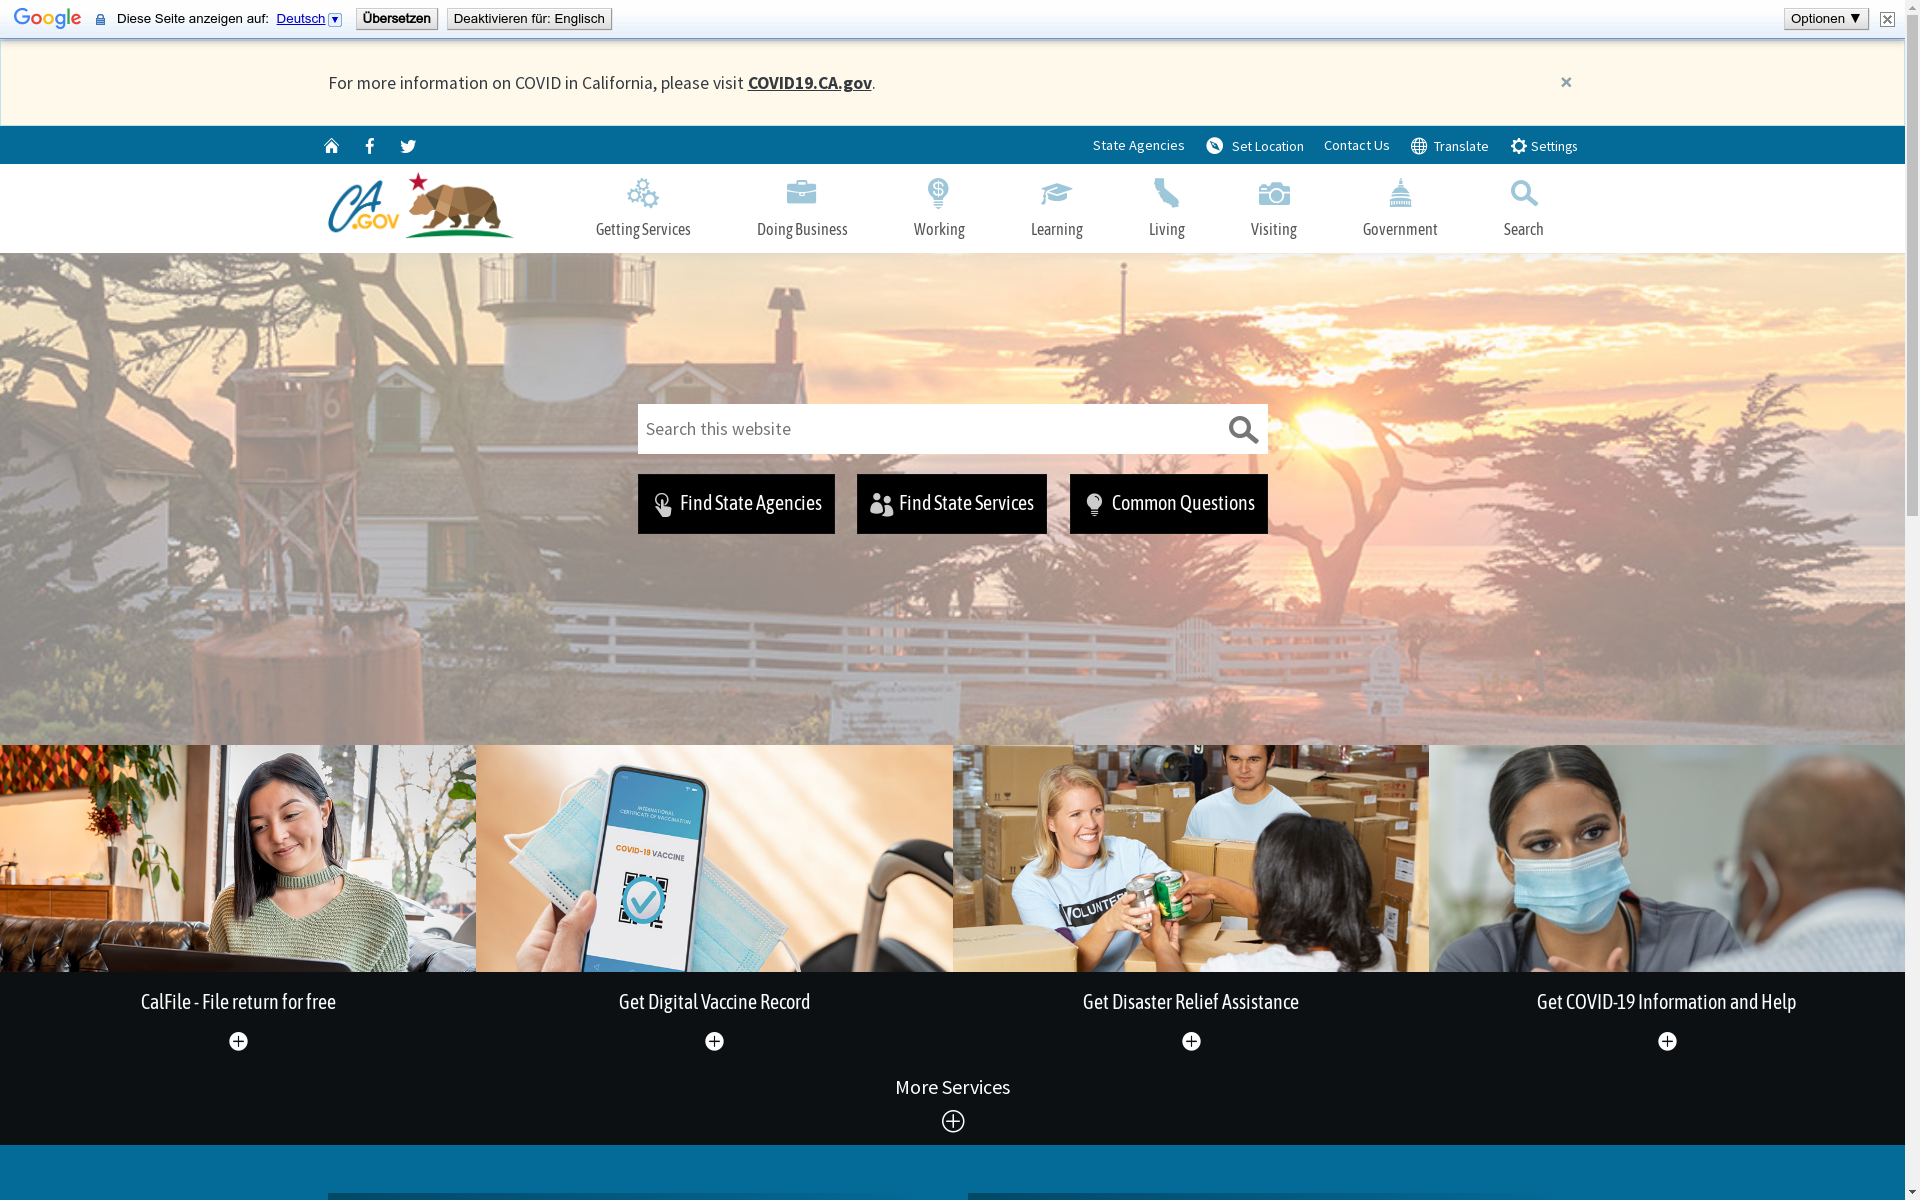 Google Diese Seite anzeigen auf: Deutsch ▼ Übersetzen Deaktivieren für: Englisch Optionen ▼
For more information on COVID in California, please visit COVID19.CA.gov. ×
State Agencies Set Location Contact Us Translate Settings
CA.GOV
Getting Services Doing Business Working Learning Living Visiting Government Search
Search this website
Find State Agencies Find State Services Common Questions
INTERNATIONAL
CERTIFICATE OF VACCINATION
COVID-19 VACCINE
CalFile - File return for free Get Digital Vaccine Record Get Disaster Relief Assistance Get COVID-19 Information and Help
More Services